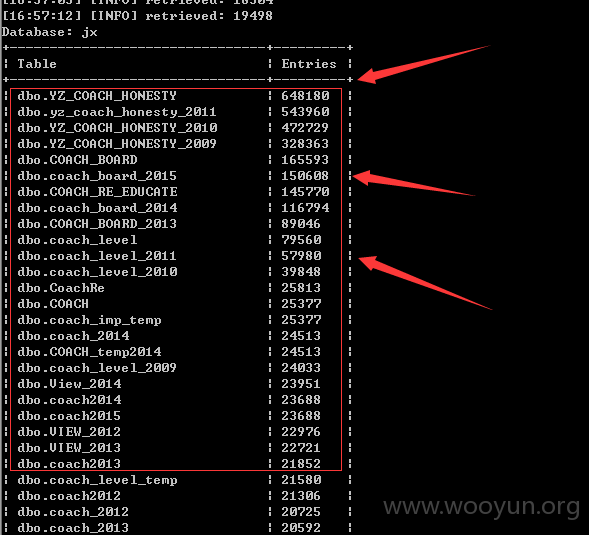 [16:57:12] [INFO] retrieved: 19498
Database: jx
| Table | Entries |
| dbo.YZ_COACH_HONESTY | 648180 |
| dbo.yz_coach_honesty_2011 | 543960 |
| dbo.YZ_COACH_HONESTY_2010 | 472729 |
| dbo.YZ_COACH_HONESTY_2009 | 328363 |
| dbo.COACH_BOARD | 165593 |
| dbo.coach_board_2015 | 150608 |
| dbo.COACH_RE_EDUCATE | 145770 |
| dbo.coach_board_2014 | 116794 |
| dbo.COACH_BOARD_2013 | 89046 |
| dbo.coach_level | 79560 |
| dbo.coach_level_2011 | 57980 |
| dbo.coach_level_2010 | 39848 |
| dbo.CoachRe | 25813 |
| dbo.COACH | 25377 |
| dbo.coach_imp_temp | 25377 |
| dbo.coach_2014 | 24513 |
| dbo.COACH_temp2014 | 24513 |
| dbo.coach_level_2009 | 24033 |
| dbo.View_2014 | 23951 |
| dbo.coach2014 | 23688 |
| dbo.coach2015 | 23688 |
| dbo.VIEW_2012 | 22976 |
| dbo.VIEW_2013 | 22721 |
| dbo.coach2013 | 21852 |
| dbo.coach_level_temp | 21580 |
| dbo.coach2012 | 21306 |
| dbo.coach_2012 | 20725 |
| dbo.coach_2013 | 20592 |
www.wooyun.org